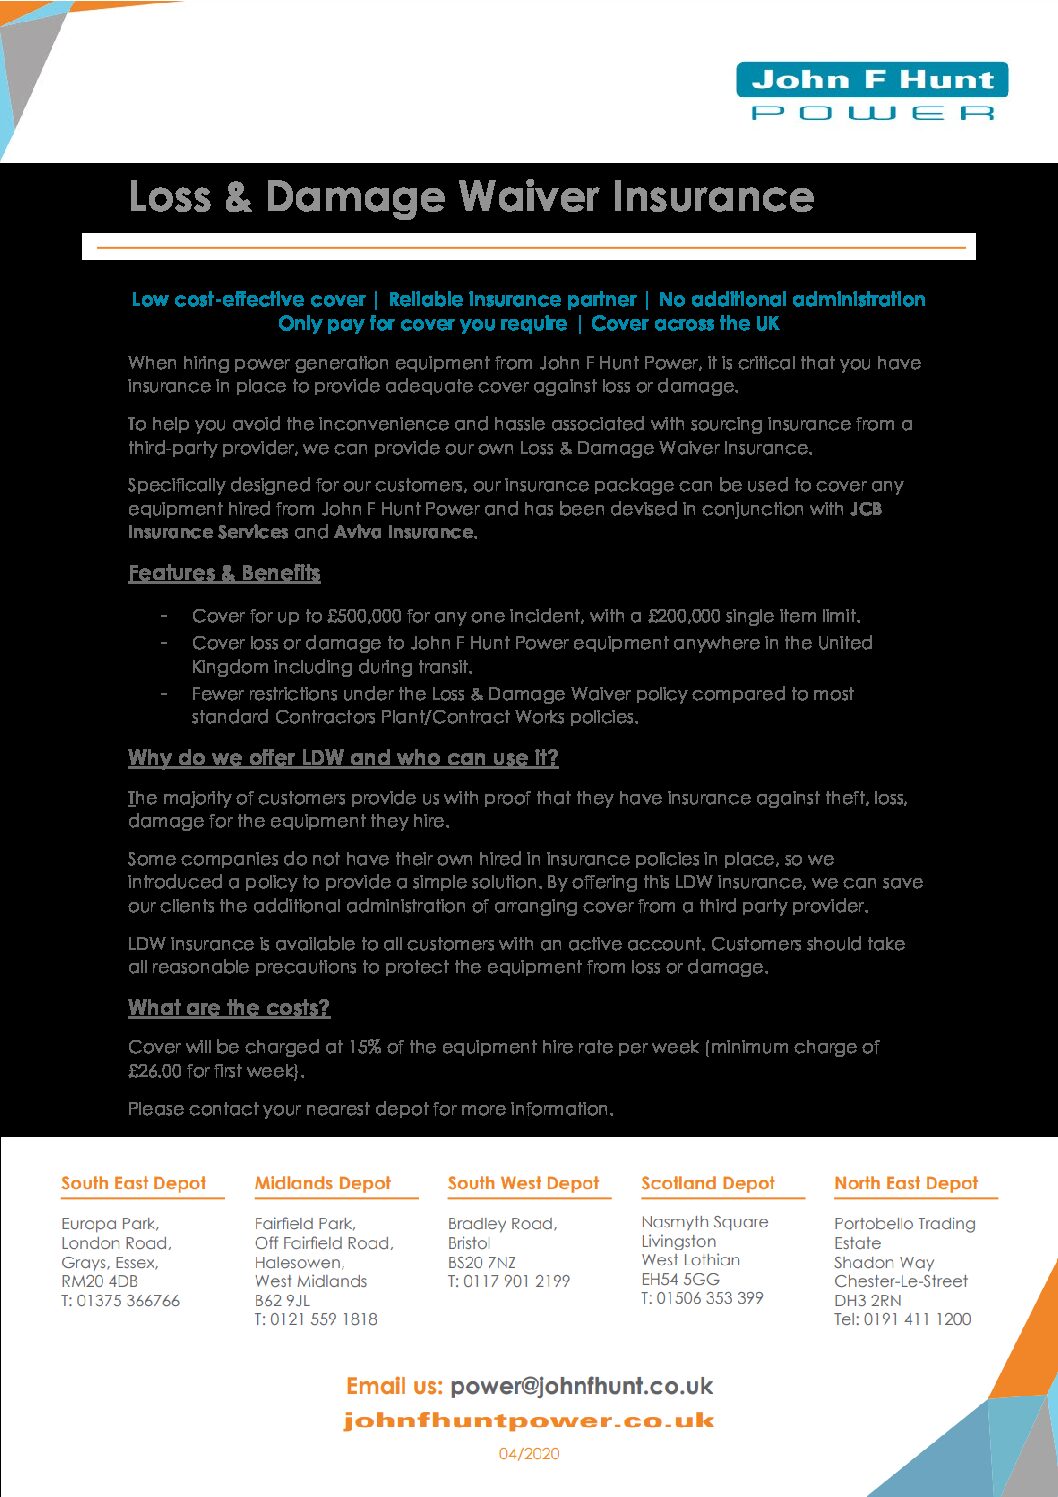 John F Hunt
POWER
Loss & Damage Waiver Insurance
Low cost-effective cover | Reliable insurance partner | No additional administration
Only pay for cover you require | Cover across the UK
When hiring power generation equipment from John F Hunt Power, it is critical that you have
insurance in place to provide adequate cover against loss or damage.
To help you avoid the inconvenience and hassle associated with sourcing insurance from a
third-party provider, we can provide our own Loss & Damage Waiver Insurance.
Specifically designed for our customers, our insurance package can be used to cover any
equipment hired from John F Hunt Power and has been devised in conjunction with JCB
Insurance Services and Aviva Insurance.
Features & Benefits
- Cover for up to £500,000 for any one incident, with a £200,000 single item limit.
- Cover loss or damage to John F Hunt Power equipment anywhere in the United
Kingdom including during transit.
- Fewer restrictions under the Loss & Damage Waiver policy compared to most
standard Contractors Plant/Contract Works policies.
Why do we offer LDW and who can use it?
The majority of customers provide us with proof that they have insurance against theft, loss,
damage for the equipment they hire.
Some companies do not have their own hired in insurance policies in place, so we
introduced a policy to provide a simple solution. By offering this LDW insurance, we can save
our clients the additional administration of arranging cover from a third party provider.
LDW insurance is available to all customers with an active account. Customers should take
all reasonable precautions to protect the equipment from loss or damage.
What are the costs?
Cover will be charged at 15% of the equipment hire rate per week (minimum charge of
£26.00 for first week).
Please contact your nearest depot for more information.
South East Depot
Europa Park,
London Road,
Grays, Essex,
RM20 4DB
T: 01375 366766
Midlands Depot
Fairfield Park,
Off Fairfield Road,
Halesowen,
West Midlands
B62 9JL
T: 0121 559 1818
South West Depot
Bradley Road,
Bristol
BS20 7NZ
T: 0117 901 2199
Scotland Depot
Nasmyth Square
Livingston
West Lothian
EH54 5GG
T: 01506 353 399
North East Depot
Portobello Trading
Estate
Shadon Way
Chester-Le-Street
DH3 2RN
Tel: 0191 411 1200
Email us: power@johnfhunt.co.uk
johnfhuntpower.co.uk
04/2020